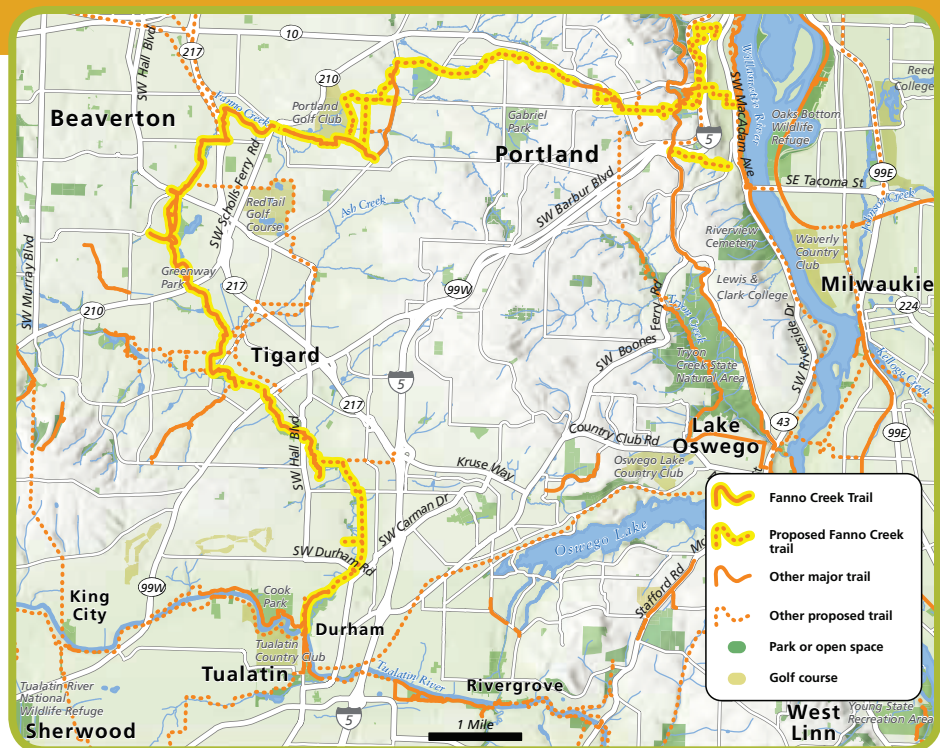 10
217
SW Hall Blvd
210
Fanno Creek
Portland
Golf Club
Beaverton
Gabriel
Park
Portland
5
SW MacAdam Ave
Willamette River
Reed
College
Oaks Bottom
Wildlife
Refuge
99E
SE Tacoma St
Johnson Creek
SW Scholls Ferry Rd
RedTail
Golf
Course
Ash Creek
SW Barbur Blvd
Riverview
Cemetery
Waverly
Country
Club
SW Murray Blvd
Greenway
Park
217
99W
Lewis &
Clark College
Milwaukie
224
210
SW Boones Ferry Rd
Tryon Creek
Tryon
Creek State
Natural Area
SW Riverside Dr
Kellogg Creek
Tigard
5
217
SW Hall Blvd
43
99E
Lake
Oswego
Country Club Rd
Oswego Lake
Country Club
Kruse Way
SW Carman Dr
Oswego Lake
SW Durham Rd
Stafford Rd
99W
King
City
Cook
Park
Durham
Tualatin
Country Club
Tualatin
Tualatin River
Rivergrove
Tualatin River
National
Wildlife Refuge
Sherwood
5
1 Mile
West
Linn
Young State
Recreation Area
Fanno Creek Trail
Proposed Fanno Creek
trail
Other major trail
Other proposed trail
Park or open space
Golf course